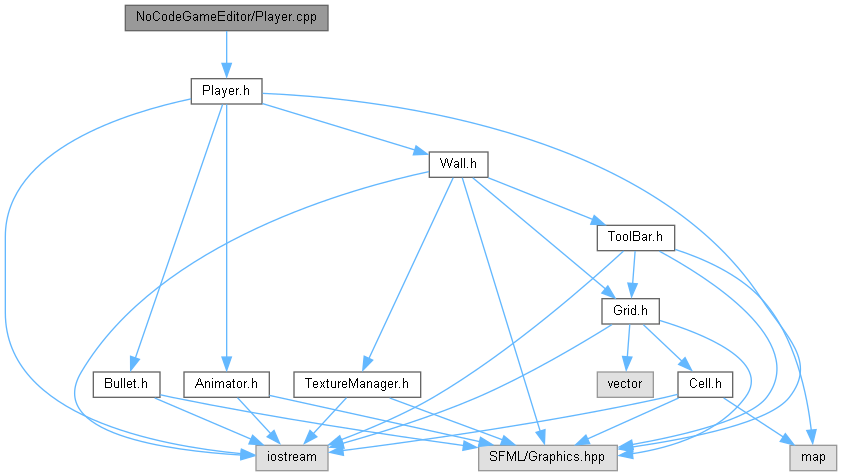 NoCodeGameEditor/Player.cpp
Player.h
Wall.h
ToolBar.h
Grid.h
Bullet.h
Animator.h
TextureManager.h
vector
Cell.h
iostream
SFML/Graphics.hpp
map